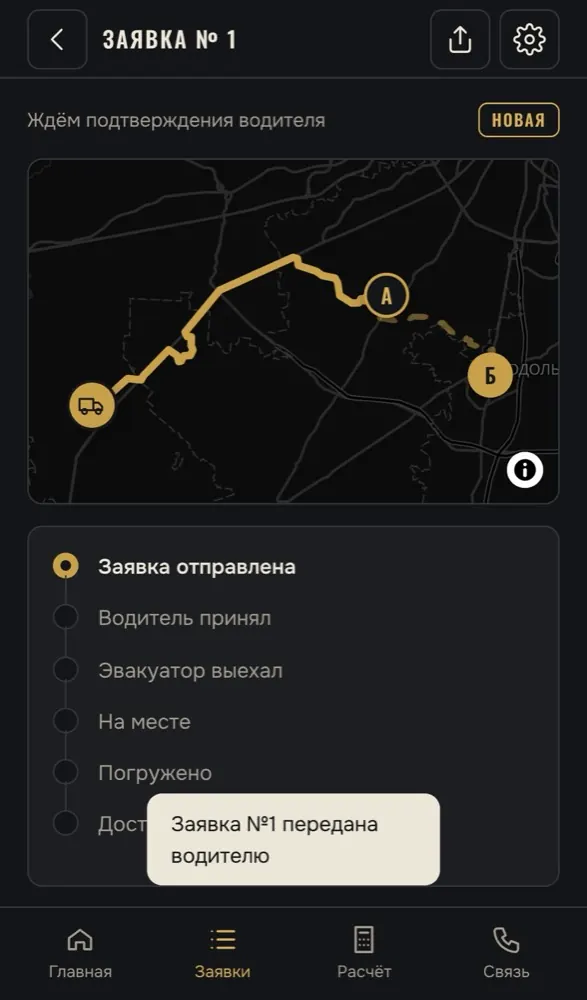 ЗАЯВКА № 1
Ждём подтверждения водителя
НОВАЯ
А
Б
Заявка отправлена
Водитель принял
Эвакуатор выехал
На месте
Погружено
Заявка №1 передана
водителю
Главная
Заявки
Расчёт
Связь